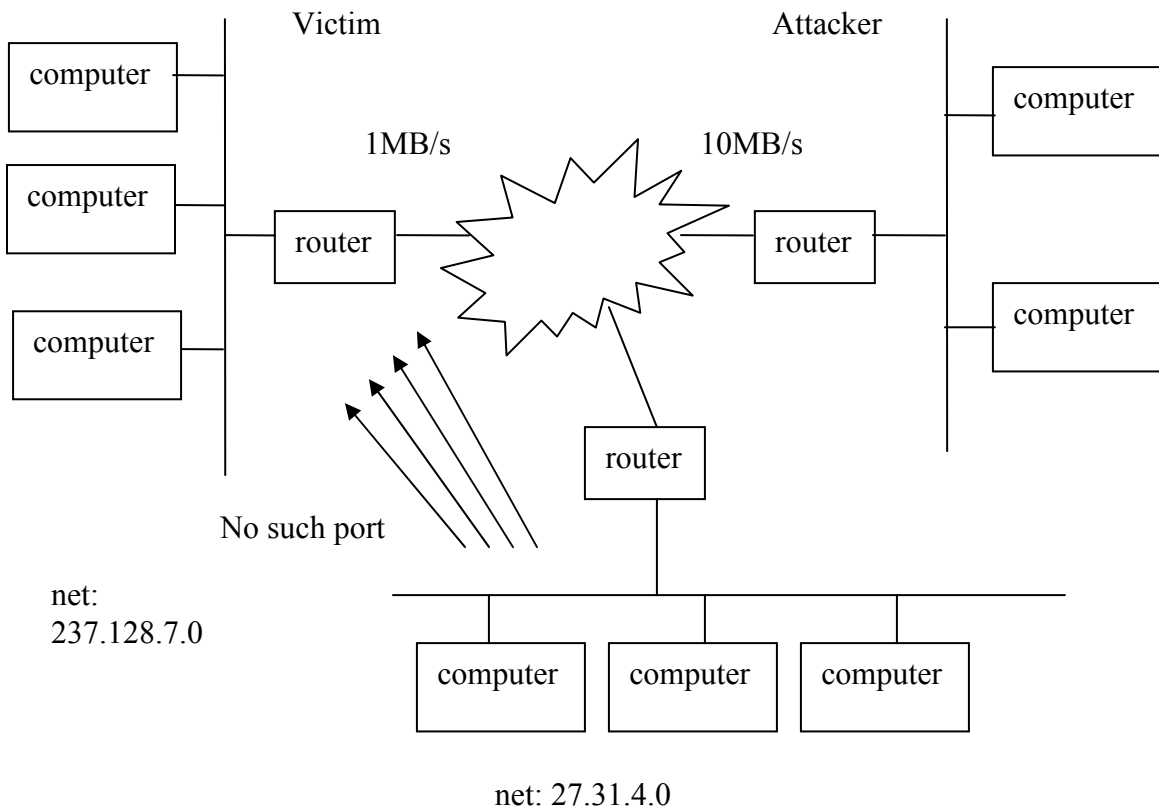 Victim
Attacker
computer
computer
1MB/s
10MB/s
computer
router
router
computer
computer
router
No such port
net:
237.128.7.0
computer
computer
computer
net: 27.31.4.0